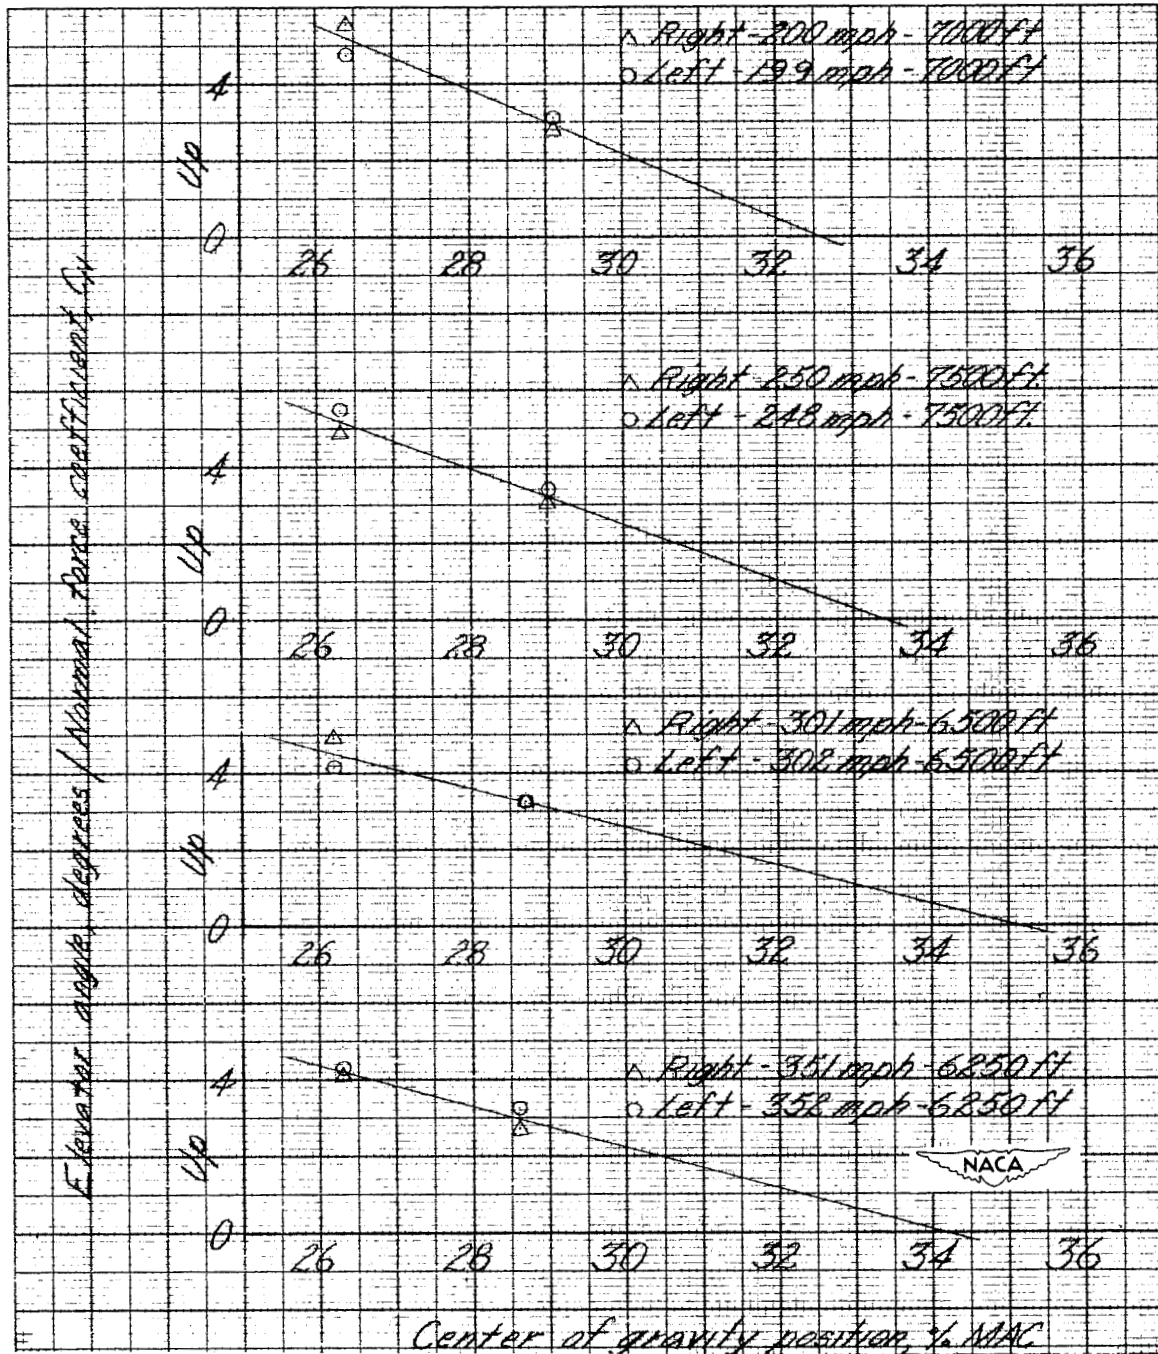 Elevator angle, degrees / Normal force coefficient, CN
^ Right - 200 mph - 7000 ft
o Left - 199 mph - 7000 ft
4
Up
0
26 28 30 32 34 36
^ Right - 250 mph - 7500 ft.
o Left - 248 mph - 7500 ft.
4
Up
0
26 28 30 32 34 36
^ Right - 301 mph - 6500 ft
o Left - 302 mph - 6500 ft
4
Up
0
26 28 30 32 34 36
^ Right - 351 mph - 6250 ft
o Left - 352 mph - 6250 ft
4
Up
NACA
0
26 28 30 32 34 36
Center of gravity position, % MAC